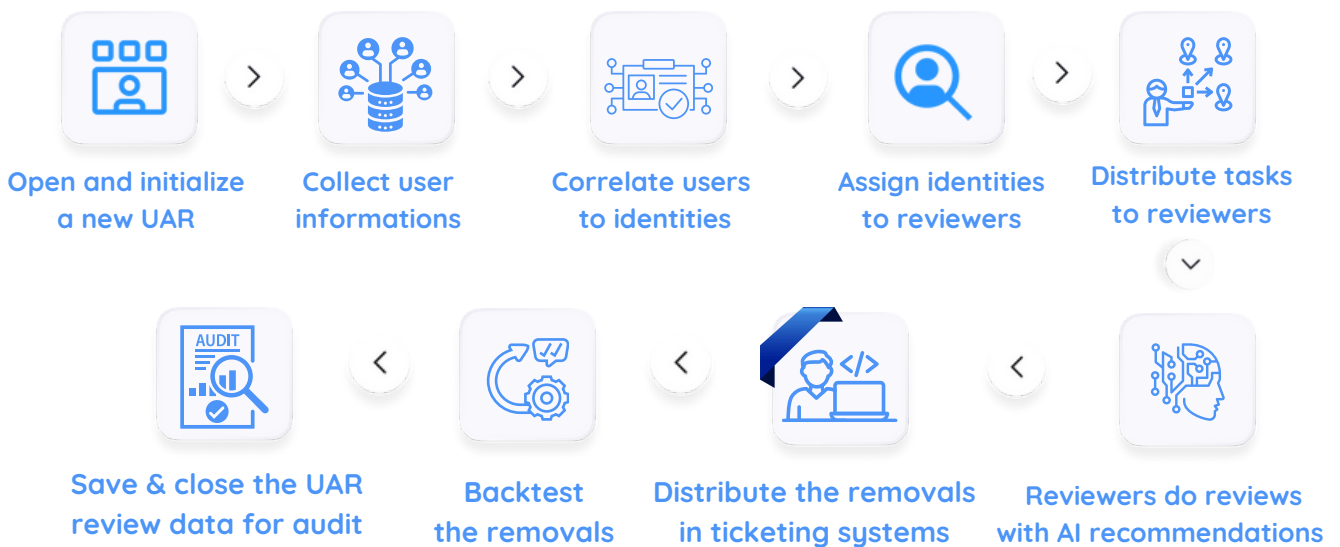 Open and initialize
a new UAR
Collect user
informations
Correlate users
to identities
Assign identities
to reviewers
Distribute tasks
to reviewers
Reviewers do reviews
with AI recommendations
</>
Distribute the removals
in ticketing systems
Backtest
the removals
AUDIT
Save & close the UAR
review data for audit